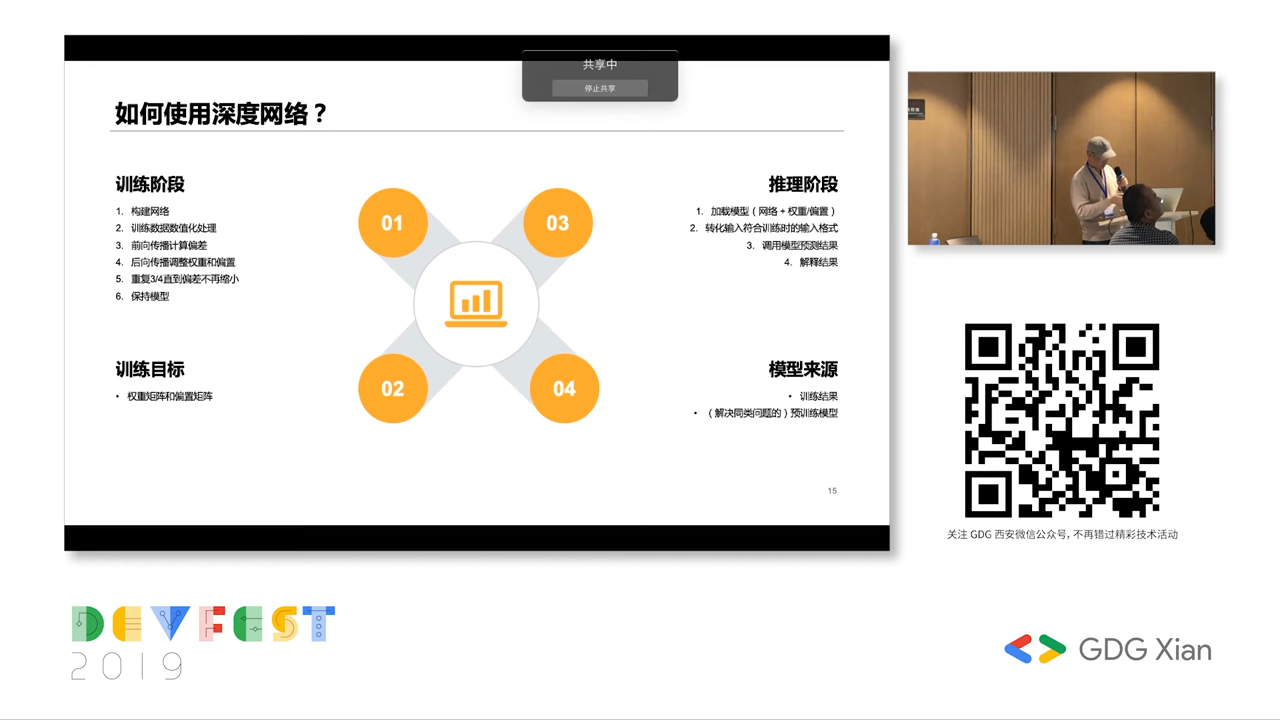 共享中
停止共享
如何使用深度网络？
训练阶段
1. 构建网络
2. 训练数据数值化处理
3. 前向传播计算偏差
4. 后向传播调整权重和偏置
5. 重复3/4直到偏差不再缩小
6. 保持模型
01
03
推理阶段
1. 加载模型（网络 + 权重/偏置）
2. 转化输入符合训练时的输入格式
3. 调用模型预测结果
4. 解释结果
训练目标
• 权重矩阵和偏置矩阵
02
04
模型来源
• 训练结果
• （解决同类问题的）预训练模型
15
关注 GDG 西安微信公众号, 不再错过精彩技术活动
DEVFEST
2019
GDG Xian